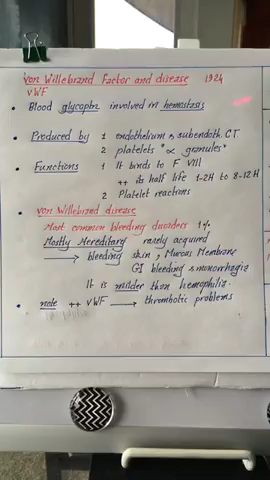 von Willebrand Factor and disease 1924
vWF
• Blood glycoptn involved in hemostasis
• Produced by 1 endothelium & subendoth. CT
2 platelets "α granules"
• Functions 1 It binds to F VIII
++ its half life 1-2H to 8-12H
2 Platelet reactions
• von Willebrand disease
Most common bleeding disorders 1%
Mostly Hereditary rarely acquired
→ bleeding skin, Mucous Membrane
GI bleeding & monorrhagia
It is milder than hemophilia
• note ++ vWF → thrombotic problems